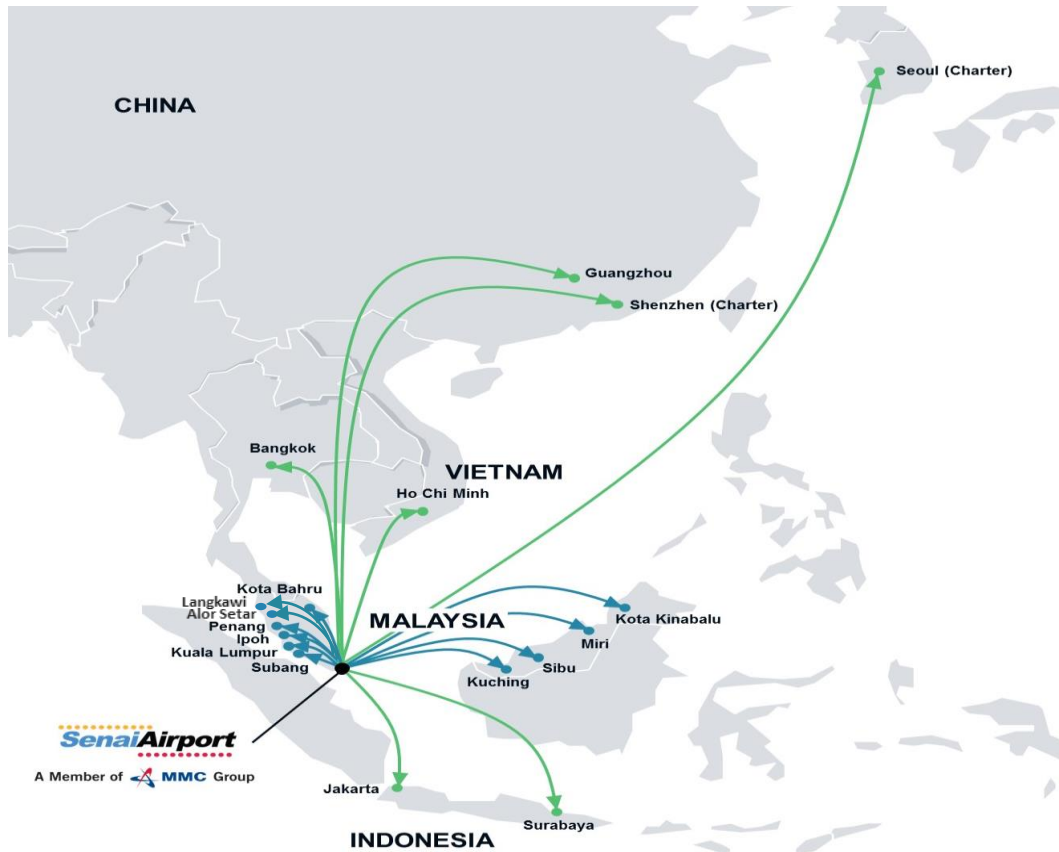 Seoul (Charter)
CHINA
Guangzhou
Shenzhen (Charter)
Bangkok
VIETNAM
Ho Chi Minh
Kota Bahru
Langkawi
Alor Setar
MALAYSIA
Kota Kinabalu
Penang
Ipoh
Miri
Kuala Lumpur
Sibu
Subang
Kuching
SenaiAirport
A Member of MMC Group
Jakarta
Surabaya
INDONESIA